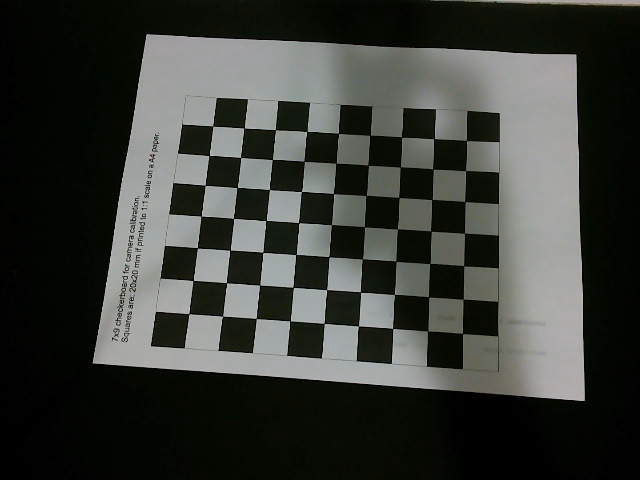 7x9 checkerboard for camera calibration.
Squares are: 20x20 mm if printed to 1:1 scale on a A4 paper.